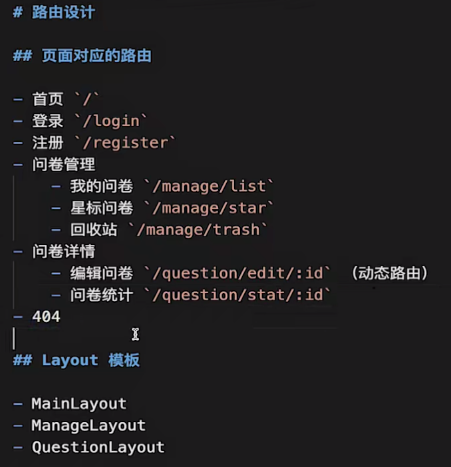 # 路由设计
## 页面对应的路由
- 首页 `/`
- 登录 `/login`
- 注册 `/register`
- 问卷管理
- 我的问卷 `/manage/list`
- 星标问卷 `/manage/star`
- 回收站 `/manage/trash`
- 问卷详情
- 编辑问卷 `/question/edit/:id` （动态路由）
- 问卷统计 `/question/stat/:id`
- 404
## Layout 模板
- MainLayout
- ManageLayout
- QuestionLayout